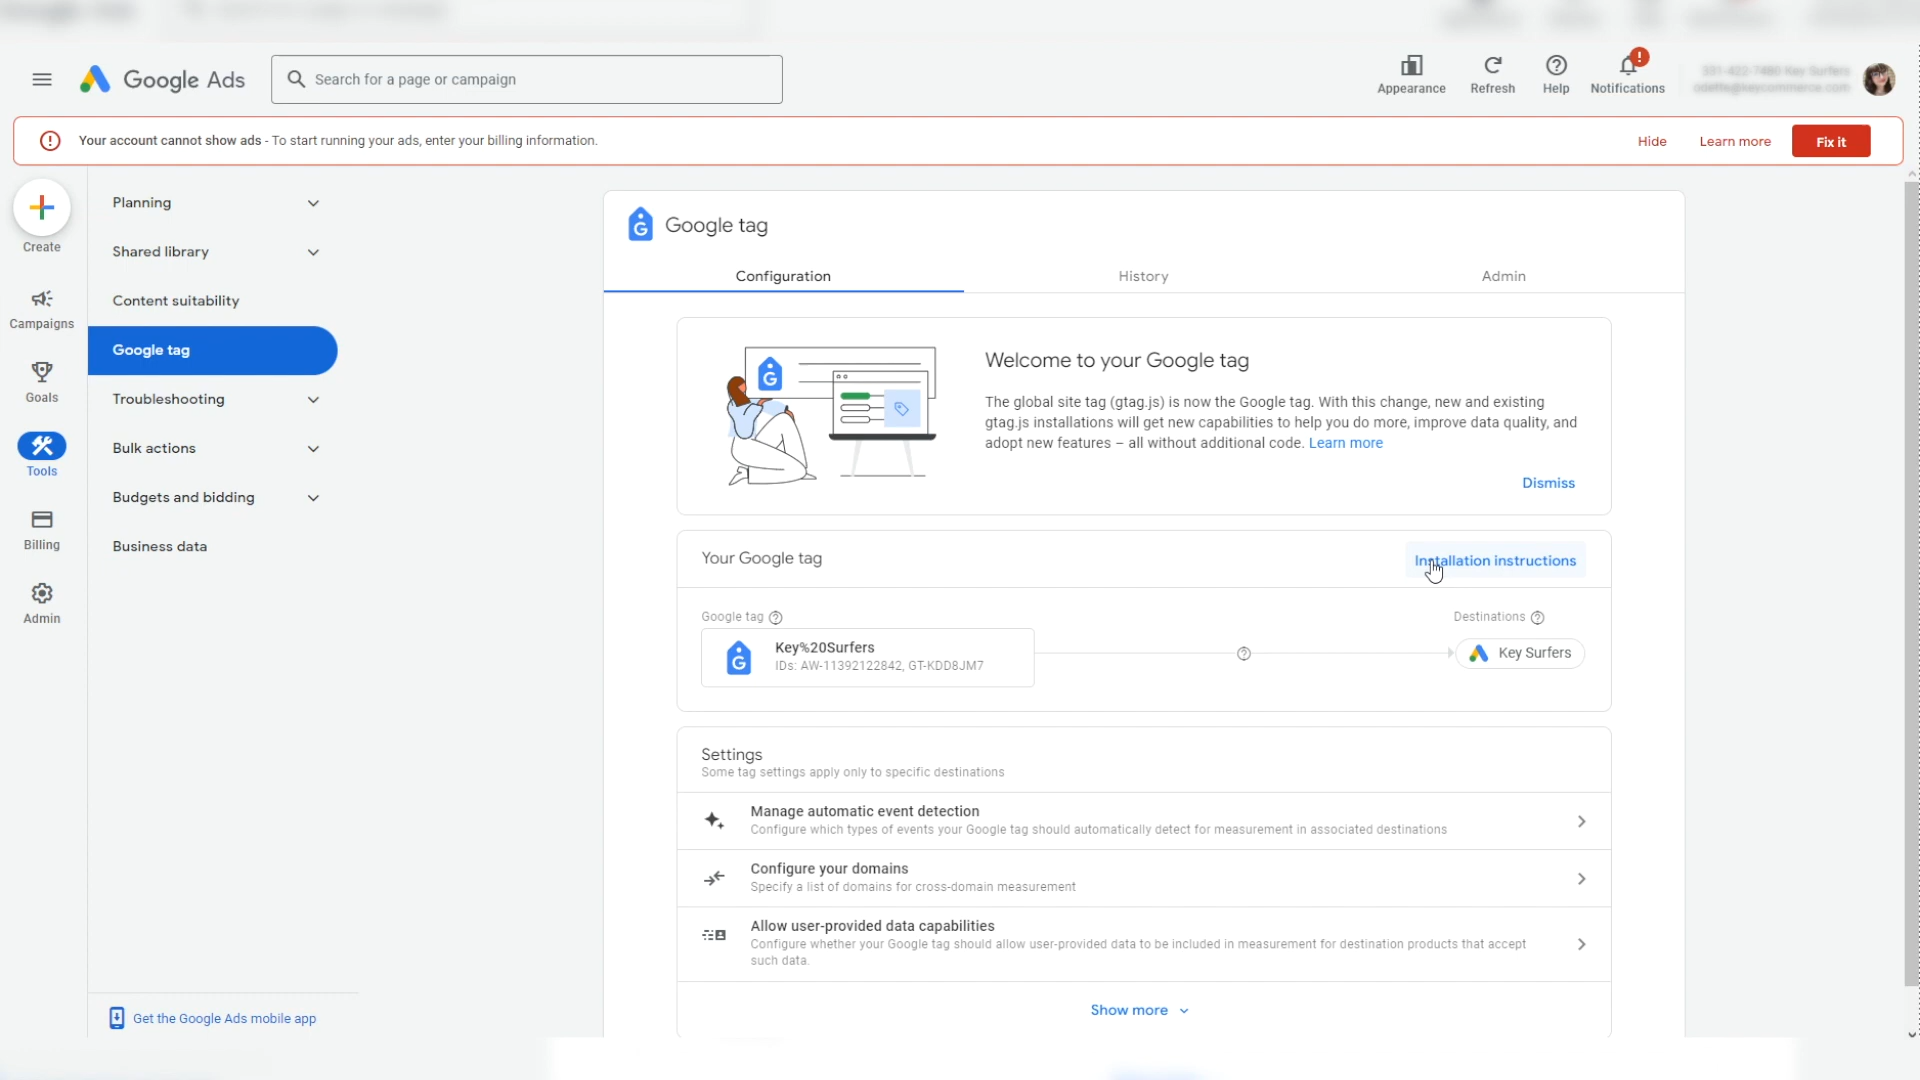 Google Ads
Search for a page or campaign
Appearance
Refresh
Help
Notifications
Your account cannot show ads - To start running your ads, enter your billing information.
Hide
Learn more
Fix it
Create
Campaigns
Goals
Tools
Billing
Admin
Planning
Shared library
Content suitability
Google tag
Troubleshooting
Bulk actions
Budgets and bidding
Business data
Get the Google Ads mobile app
Google tag
Configuration
History
Admin
Welcome to your Google tag
The global site tag (gtag.js) is now the Google tag. With this change, new and existing
gtag.js installations will get new capabilities to help you do more, improve data quality, and
adopt new features – all without additional code. Learn more
Dismiss
Your Google tag
Installation instructions
Google tag
Destinations
Key%20Surfers
IDs: AW-11392122842, GT-KDD8JM7
Key Surfers
Settings
Some tag settings apply only to specific destinations
Manage automatic event detection
Configure which types of events your Google tag should automatically detect for measurement in associated destinations
Configure your domains
Specify a list of domains for cross-domain measurement
Allow user-provided data capabilities
Configure whether your Google tag should allow user-provided data to be included in measurement for destination products that accept
such data.
Show more